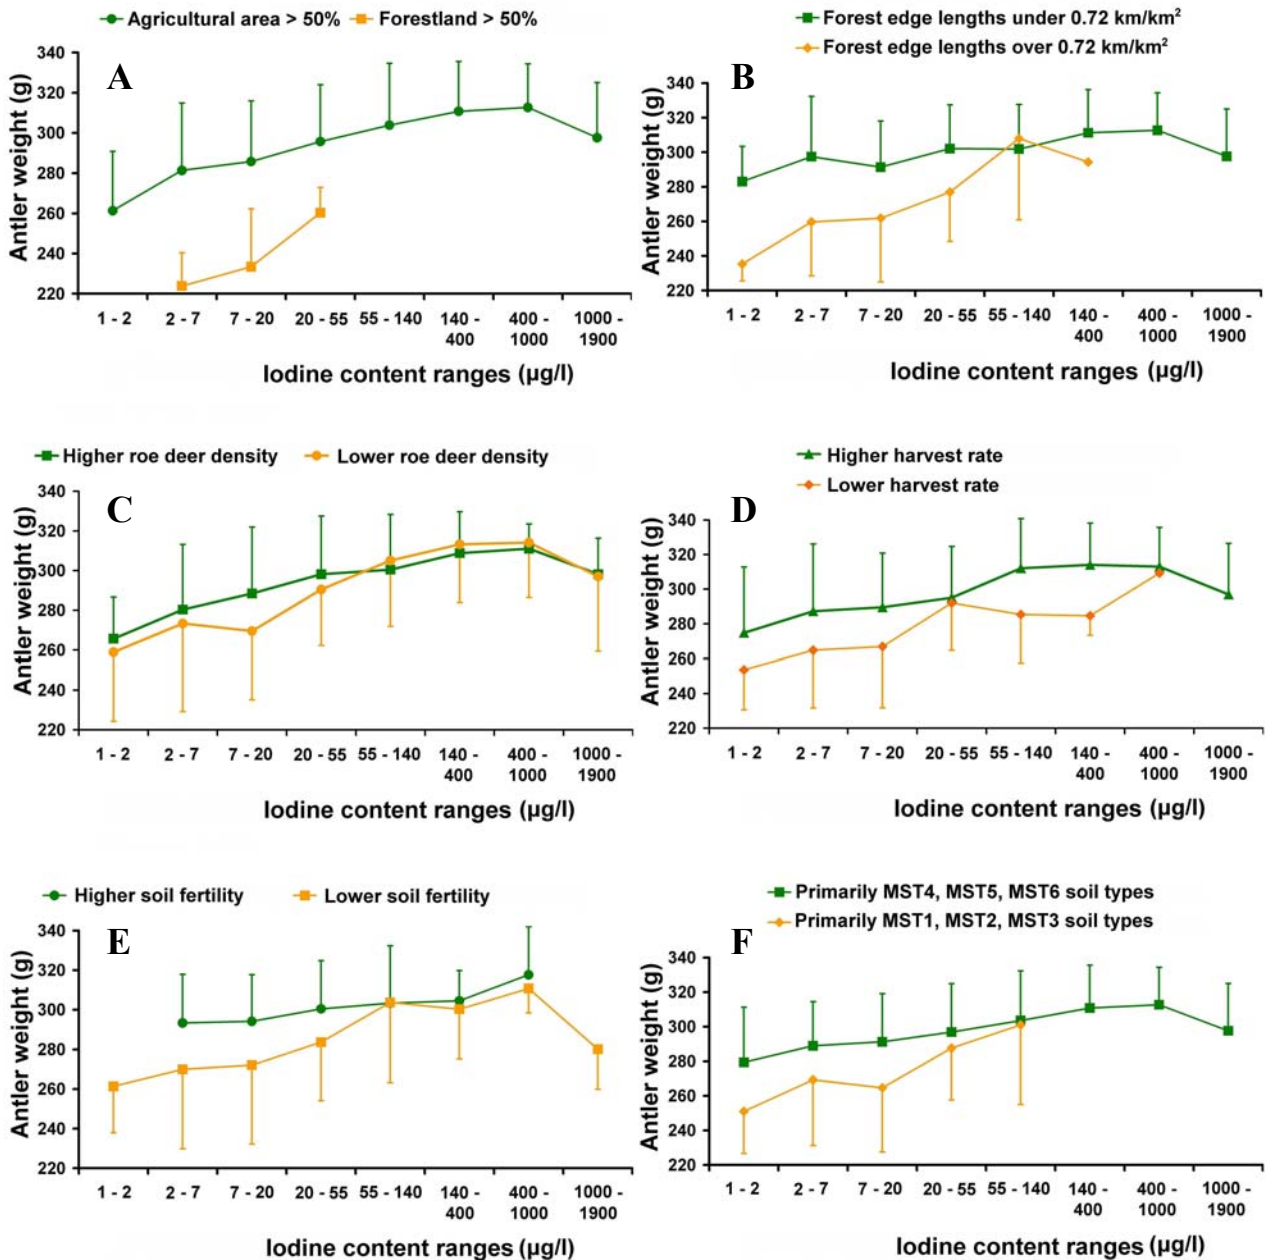 Agricultural area > 50% Forestland > 50%
A
Antler weight (g)
340
320
300
280
260
240
220
1 - 2 2 - 7 7 - 20 20 - 55 55 - 140 140 - 400 - 1000 -
400 1000 1900
Iodine content ranges (µg/l)
Forest edge lengths under 0.72 km/km²
Forest edge lengths over 0.72 km/km²
B
Antler weight (g)
340
320
300
280
260
240
220
1 - 2 2 - 7 7 - 20 20 - 55 55 - 140 140 - 400 - 1000 -
400 1000 1900
Iodine content ranges (µg/l)
Higher roe deer density Lower roe deer density
C
Antler weight (g)
340
320
300
280
260
240
220
1 - 2 2 - 7 7 - 20 20 - 55 55 - 140 140 - 400 - 1000 -
400 1000 1900
Iodine content ranges (µg/l)
Higher harvest rate
Lower harvest rate
D
Antler weight (g)
340
320
300
280
260
240
220
1 - 2 2 - 7 7 - 20 20 - 55 55 - 140 140 - 400 - 1000 -
400 1000 1900
Iodine content ranges (µg/l)
Higher soil fertility Lower soil fertility
E
Antler weight (g)
340
320
300
280
260
240
220
1 - 2 2 - 7 7 - 20 20 - 55 55 - 140 140 - 400 - 1000 -
400 1000 1900
Iodine content ranges (µg/l)
Primarily MST4, MST5, MST6 soil types
Primarily MST1, MST2, MST3 soil types
F
Antler weight (g)
340
320
300
280
260
240
220
1 - 2 2 - 7 7 - 20 20 - 55 55 - 140 140 - 400 - 1000 -
400 1000 1900
Iodine content ranges (µg/l)